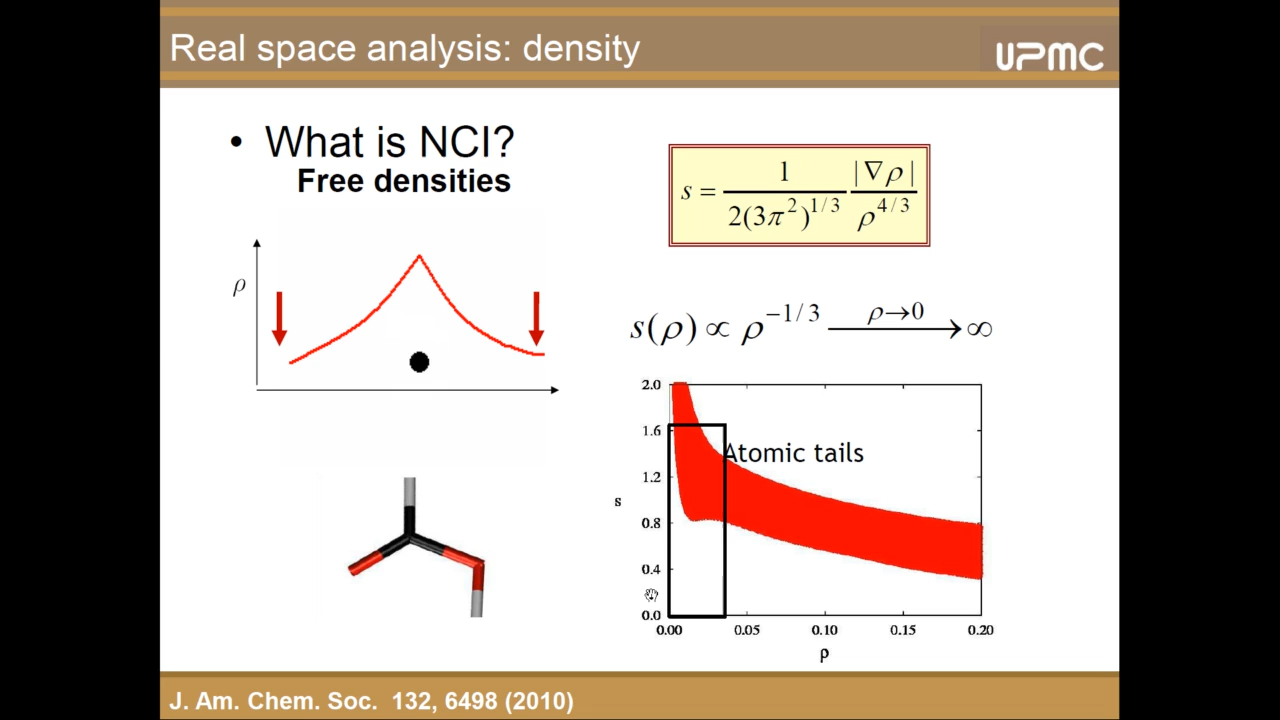 Real space analysis: density
UPMC
• What is NCI?
Free densities
s = 1 / 2(3π²)^1/3 |∇ρ| / ρ^4/3
ρ
s(ρ) ∝ ρ^−1/3 ρ→0 ⟶ ∞
2.0
1.6
Atomic tails
1.2
s
0.8
0.4
0.0
0.00 0.05 0.10 0.15 0.20
ρ
J. Am. Chem. Soc. 132, 6498 (2010)